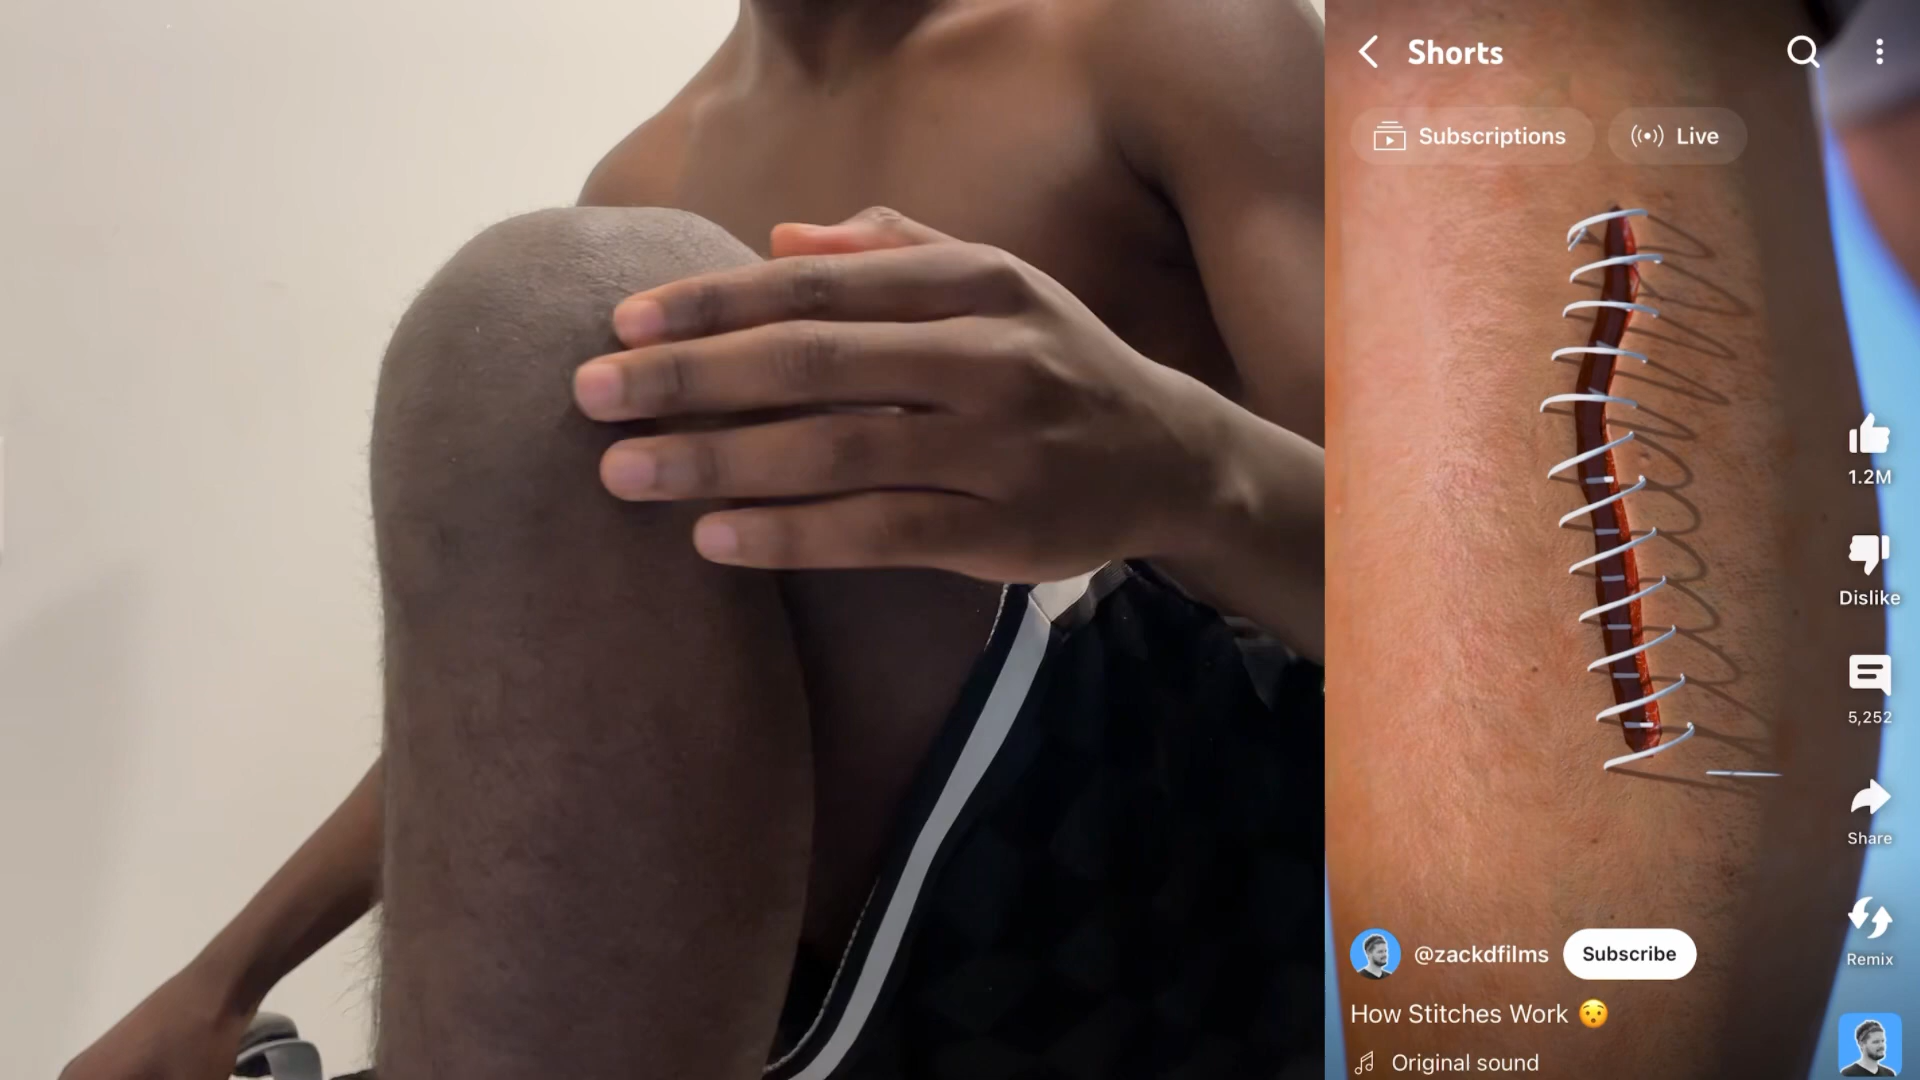 Shorts
Subscriptions
Live
1.2M
Dislike
5,252
Share
Remix
@zackdfilms
Subscribe
How Stitches Work 😯
Original sound